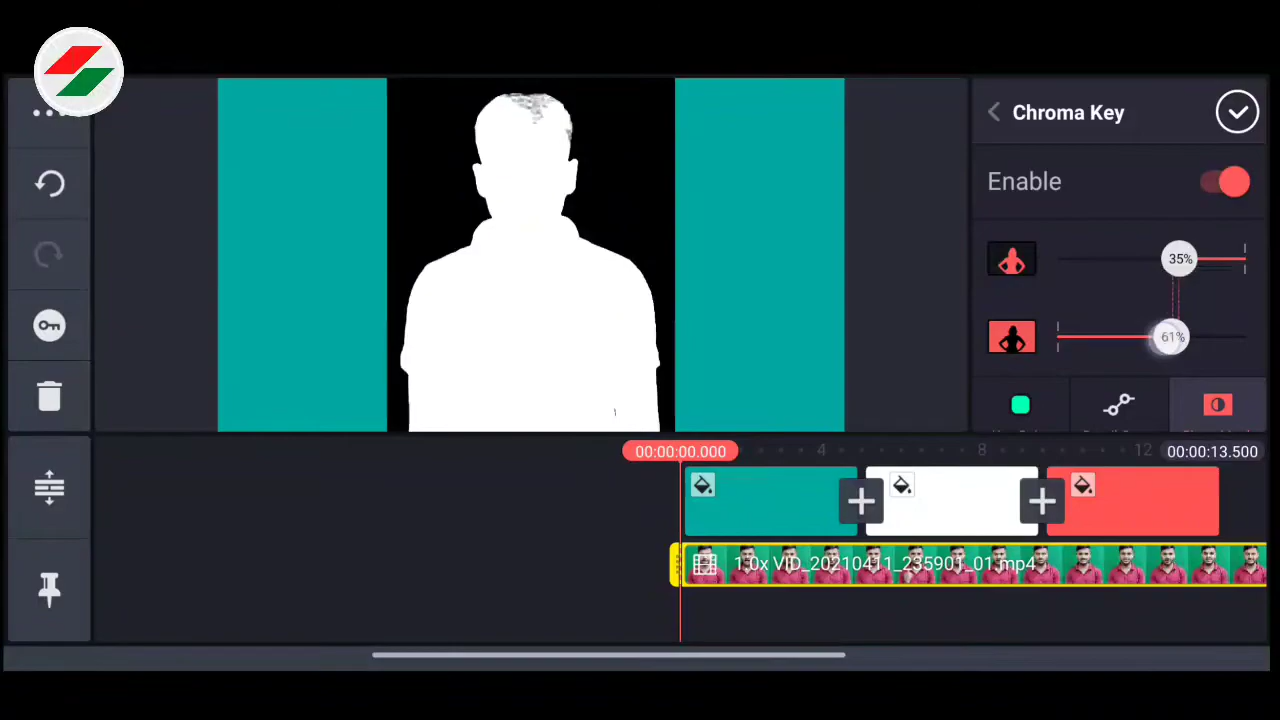 Chroma Key
Enable
35%
61%
00:00:00.000
4
8
12
00:00:13.500
1.0x VID_20210411_235901_01.mp4